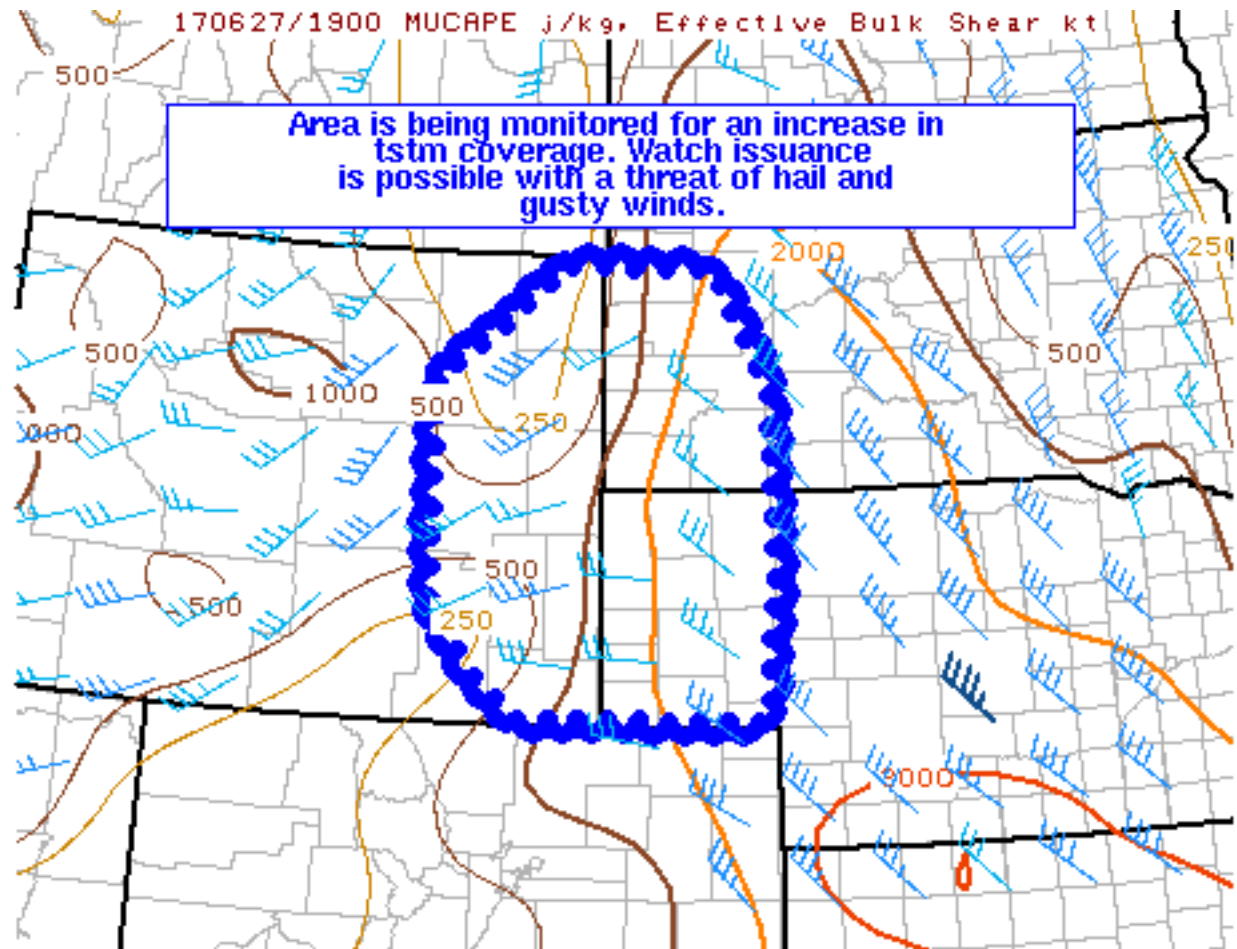 170627/1900 MUCAPE j/kg, Effective Bulk Shear kt
500
Area is being monitored for an increase in
tstm coverage. Watch issuance
is possible with a threat of hail and
gusty winds.
2000
250
500
500
1000
500
250
000
500
500
250